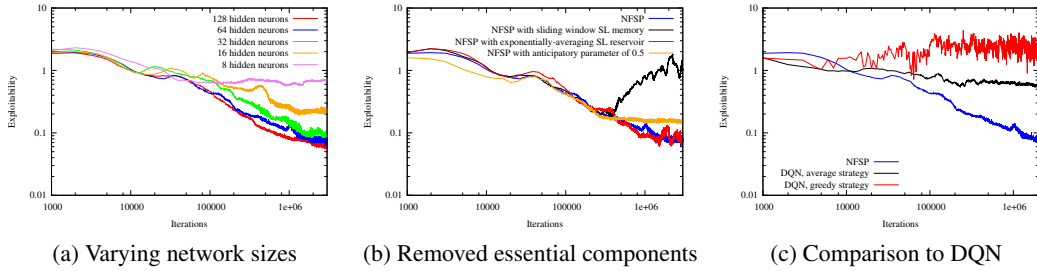 10
1
0.1
0.01
Exploitability
1000
10000
100000
1e+06
Iterations
128 hidden neurons
64 hidden neurons
32 hidden neurons
16 hidden neurons
8 hidden neurons
(a) Varying network sizes
10
1
0.1
0.01
Exploitability
1000
10000
100000
1e+06
Iterations
NFSP
NFSP with sliding window SL memory
NFSP with exponentially-averaging SL reservoir
NFSP with anticipatory parameter of 0.5
(b) Removed essential components
10
1
0.1
0.01
Exploitability
1000
10000
100000
1e+06
Iterations
NFSP
DQN, average strategy
DQN, greedy strategy
(c) Comparison to DQN